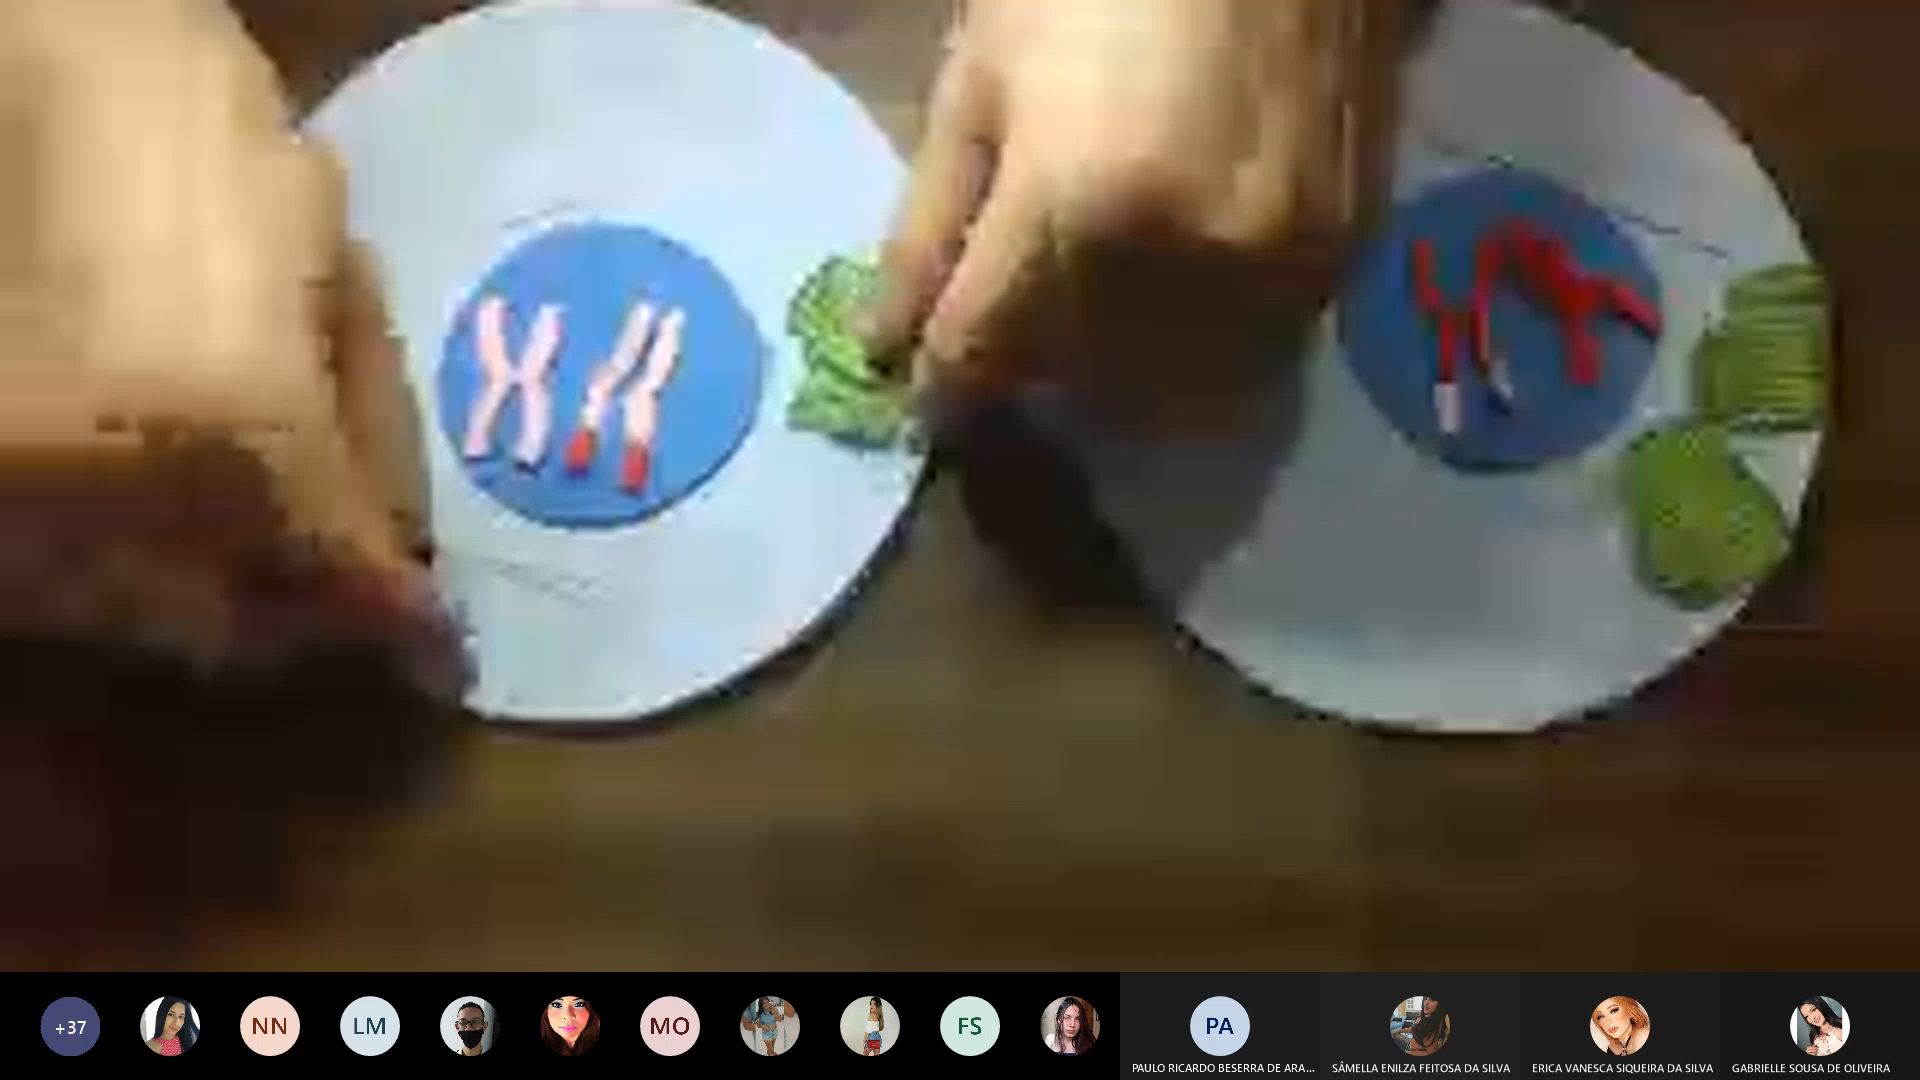 +37
NN
LM
MO
FS
PA
PAULO RICARDO BESERRA DE ARA...
SÂMELLA ENILZA FEITOSA DA SILVA
ERICA VANESCA SIQUEIRA DA SILVA
GABRIELLE SOUSA DE OLIVEIRA